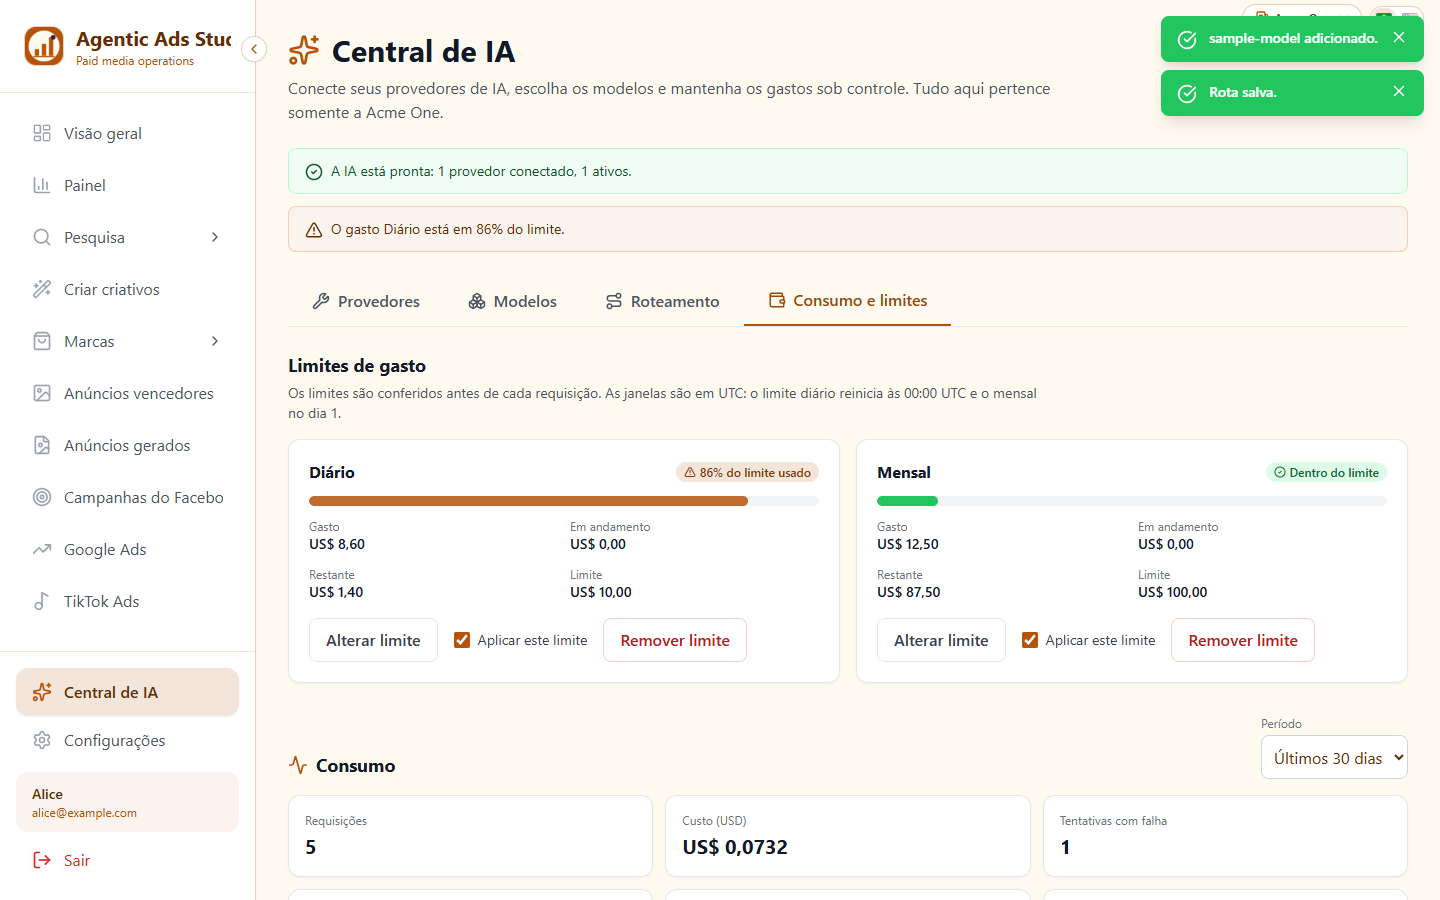 Agentic Ads Stud
Paid media operations
Visão geral
Painel
Pesquisa
Criar criativos
Marcas
Anúncios vencedores
Anúncios gerados
Campanhas do Facebo
Google Ads
TikTok Ads
Central de IA
Configurações
Alice
alice@example.com
Sair
Central de IA
Conecte seus provedores de IA, escolha os modelos e mantenha os gastos sob controle. Tudo aqui pertence
somente a Acme One.
sample-model adicionado.
Rota salva.
A IA está pronta: 1 provedor conectado, 1 ativos.
O gasto Diário está em 86% do limite.
Provedores
Modelos
Roteamento
Consumo e limites
Limites de gasto
Os limites são conferidos antes de cada requisição. As janelas são em UTC: o limite diário reinicia às 00:00 UTC e o mensal
no dia 1.
Diário
86% do limite usado
Gasto
US$ 8,60
Em andamento
US$ 0,00
Restante
US$ 1,40
Limite
US$ 10,00
Alterar limite
Aplicar este limite
Remover limite
Mensal
Dentro do limite
Gasto
US$ 12,50
Em andamento
US$ 0,00
Restante
US$ 87,50
Limite
US$ 100,00
Alterar limite
Aplicar este limite
Remover limite
Consumo
Período
Últimos 30 dias
Requisições
5
Custo (USD)
US$ 0,0732
Tentativas com falha
1